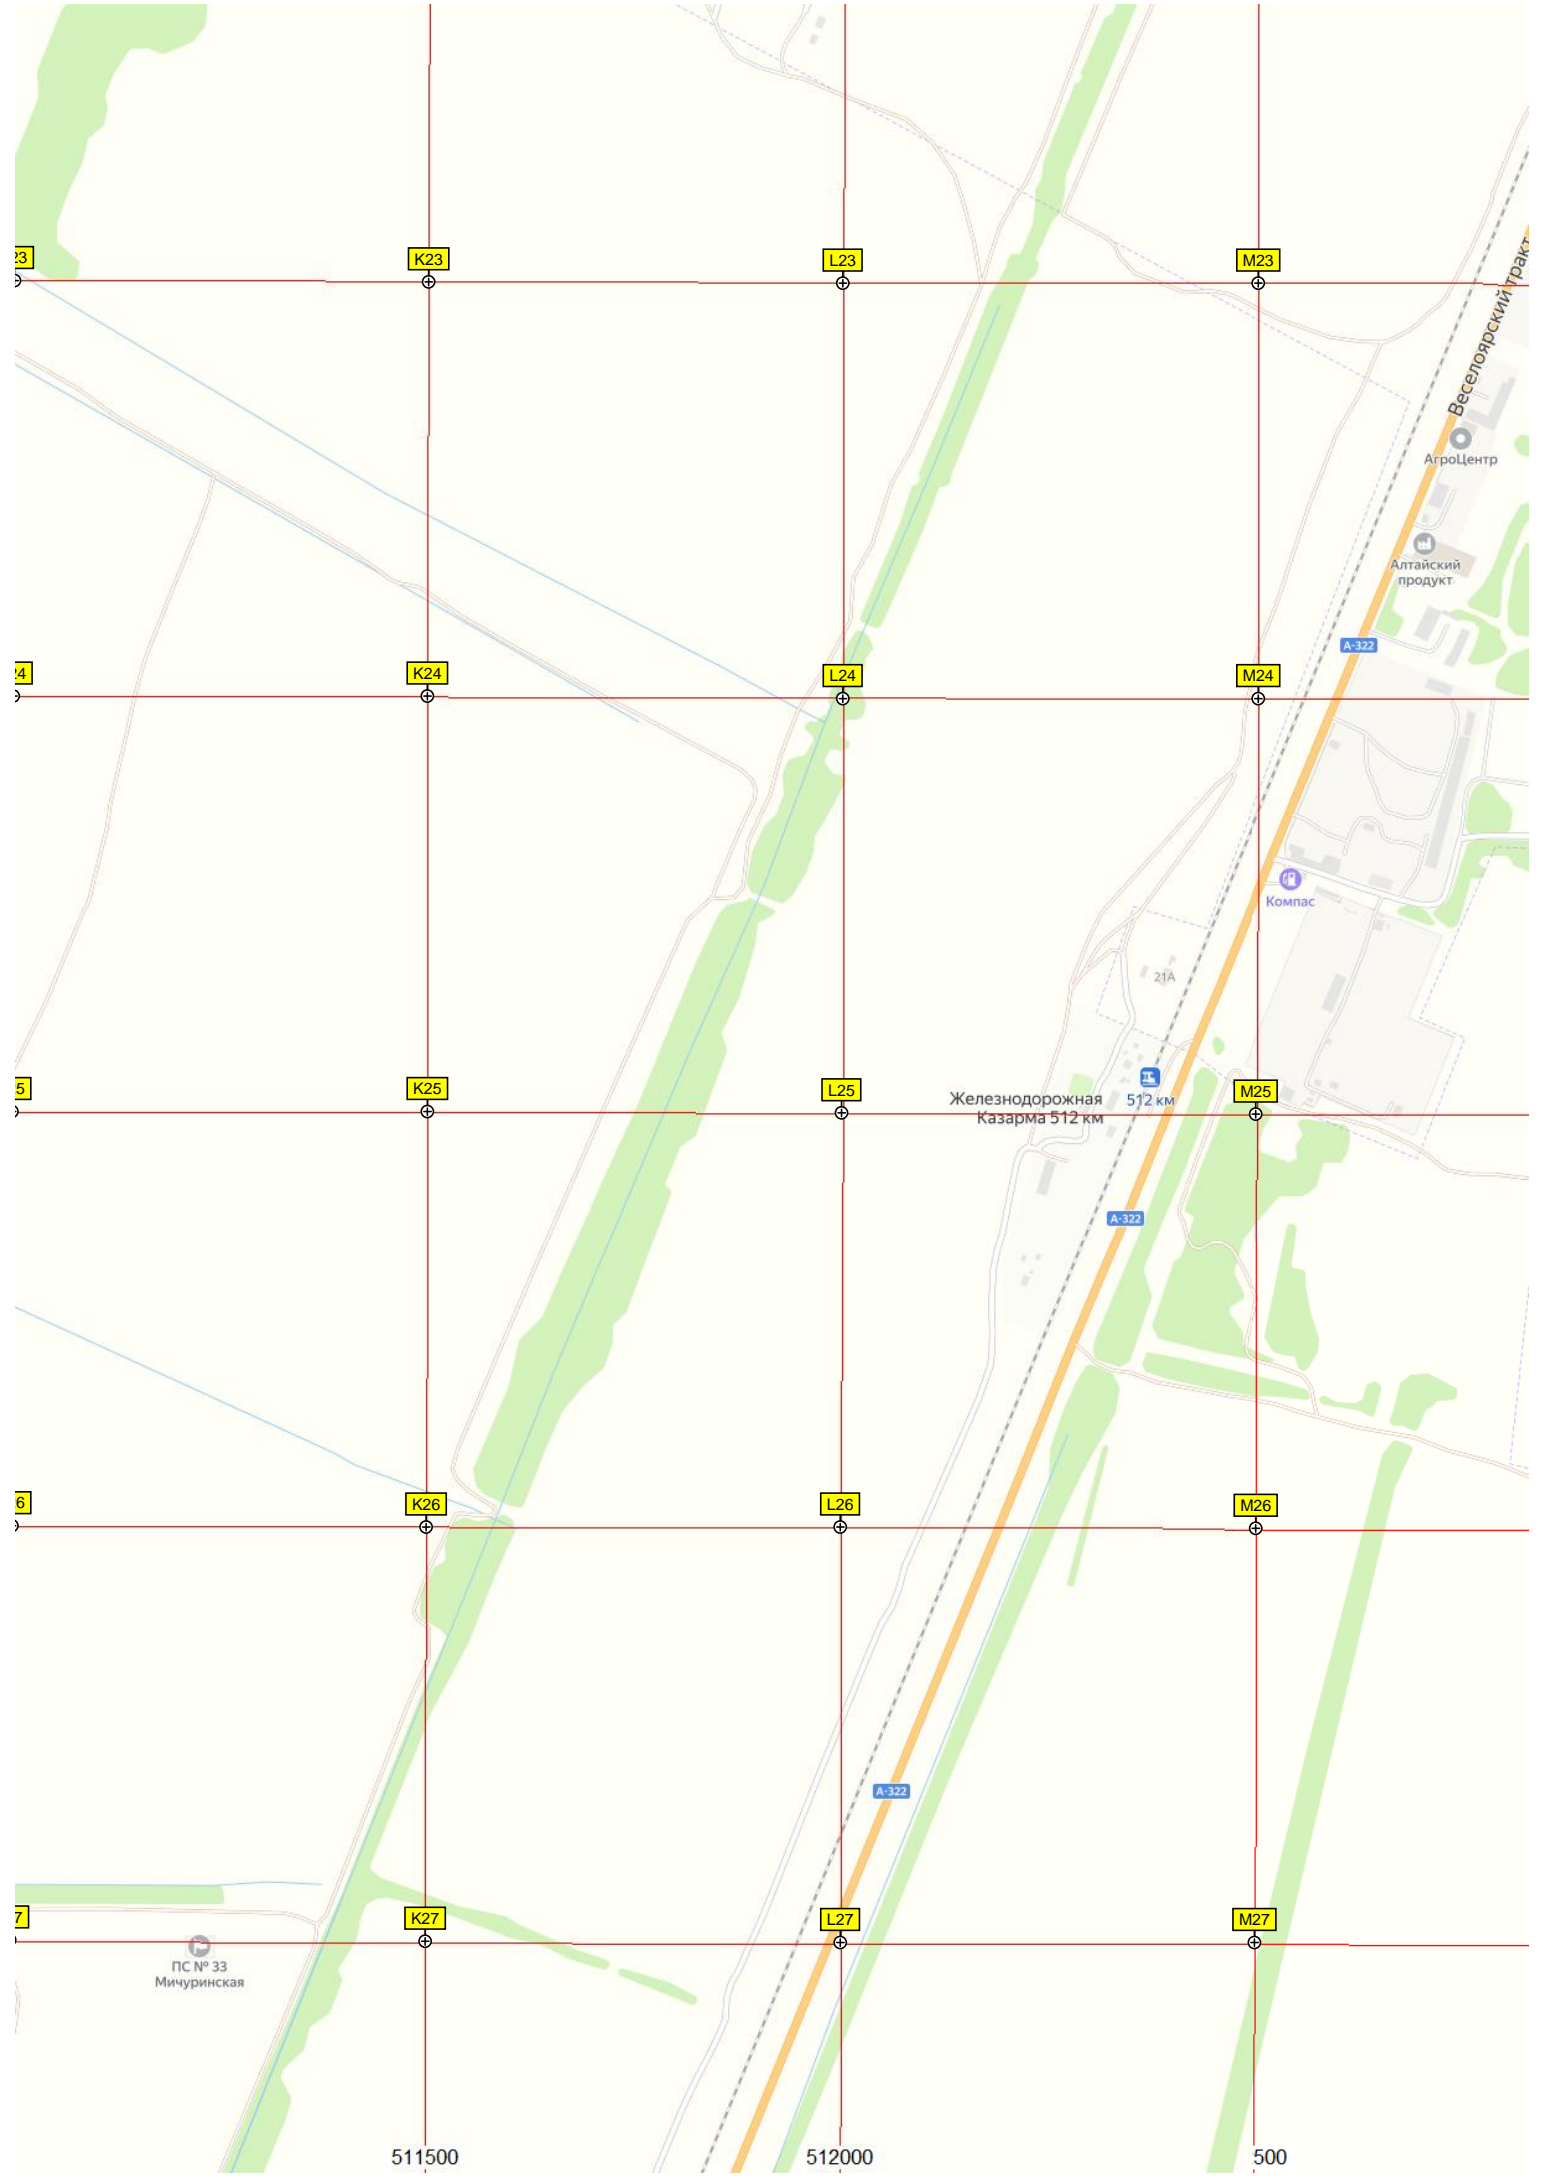 23
K23
L23
M23
Веселоярский тракт
АгроЦентр
Алтайский
продукт
А-322
24
K24
L24
M24
Компас
21А
5
K25
L25
M25
Железнодорожная
Казарма 512 км
512 км
А-322
6
K26
L26
M26
А-322
7
K27
L27
M27
ПС № 33
Мичуринская
511500
512000
500